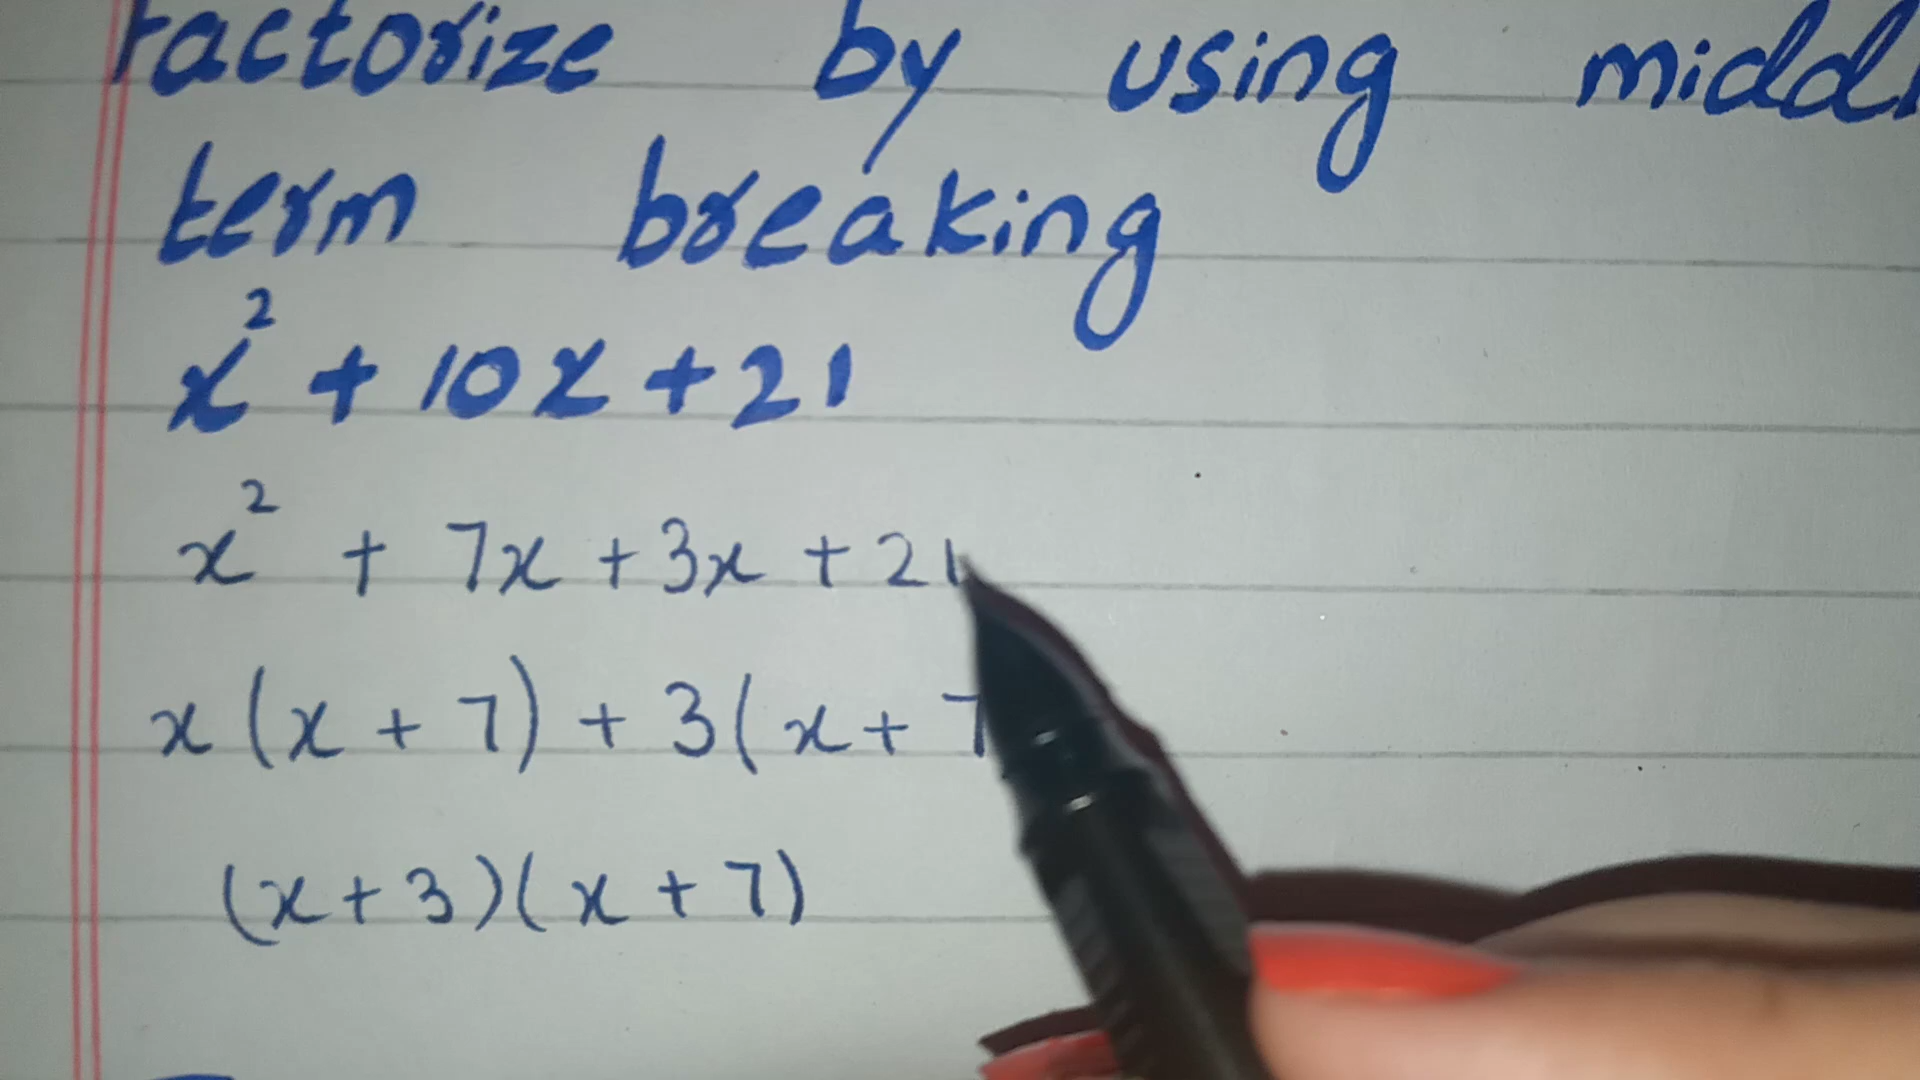 Factorize by using middl
term breaking
x² + 10x + 21
x² + 7x + 3x + 21
x(x + 7) + 3(x + 7
(x + 3)(x + 7)